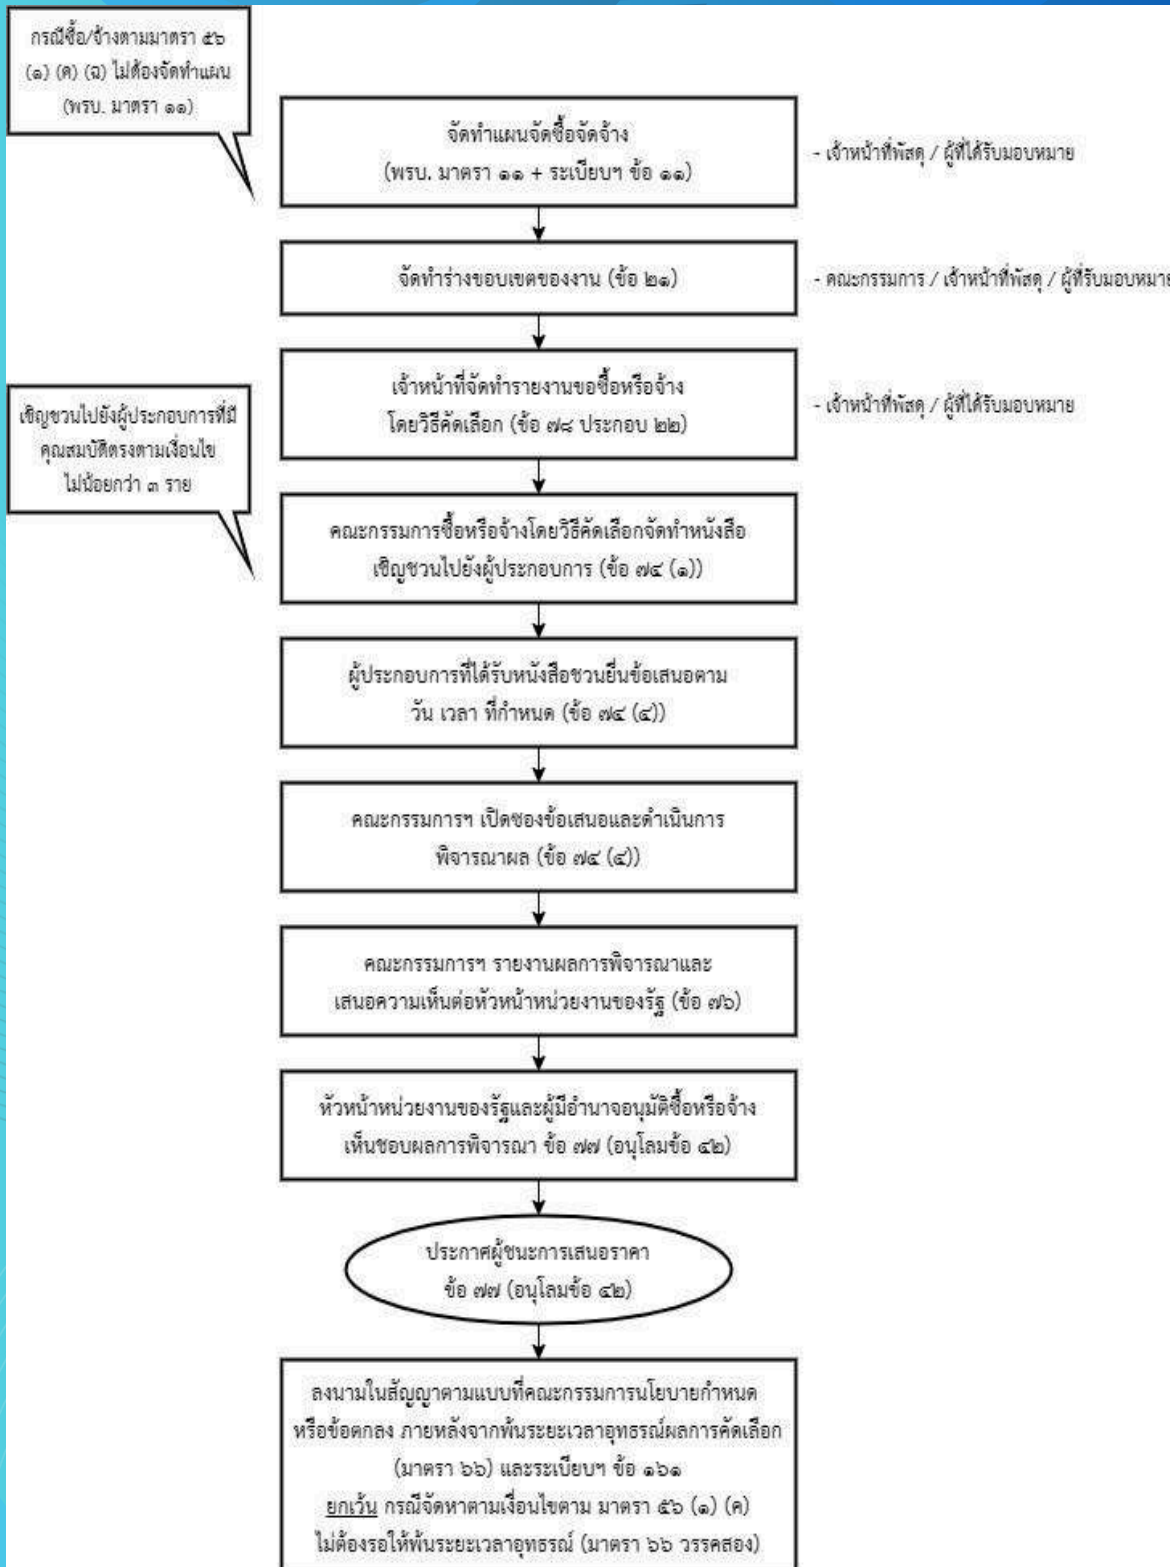 กรณีซื้อ/จ้างตามมาตรา ๕๖
(๑) (ค) (ฉ) ไม่ต้องจัดทำแผน
(พรบ. มาตรา ๑๑)
จัดทำแผนจัดซื้อจัดจ้าง
(พรบ. มาตรา ๑๑ + ระเบียบฯ ข้อ ๑๑)
- เจ้าหน้าที่พัสดุ / ผู้ที่ได้รับมอบหมาย
จัดทำร่างขอบเขตของงาน (ข้อ ๒๑)
- คณะกรรมการ / เจ้าหน้าที่พัสดุ / ผู้ที่รับมอบหมาย
เจ้าหน้าที่จัดทำรายงานขอซื้อหรือจ้าง
โดยวิธีคัดเลือก (ข้อ ๗๘ ประกอบ ๒๒)
- เจ้าหน้าที่พัสดุ / ผู้ที่ได้รับมอบหมาย
เชิญชวนไปยังผู้ประกอบการที่มี
คุณสมบัติตรงตามเงื่อนไข
ไม่น้อยกว่า ๓ ราย
คณะกรรมการซื้อหรือจ้างโดยวิธีคัดเลือกจัดทำหนังสือ
เชิญชวนไปยังผู้ประกอบการ (ข้อ ๗๔ (๑))
ผู้ประกอบการที่ได้รับหนังสือชวนยื่นข้อเสนอตาม
วัน เวลา ที่กำหนด (ข้อ ๗๔ (๔))
คณะกรรมการฯ เปิดซองข้อเสนอและดำเนินการ
พิจารณาผล (ข้อ ๗๔ (๔))
คณะกรรมการฯ รายงานผลการพิจารณาและ
เสนอความเห็นต่อหัวหน้าหน่วยงานของรัฐ (ข้อ ๗๖)
หัวหน้าหน่วยงานของรัฐและผู้มีอำนาจอนุมัติซื้อหรือจ้าง
เห็นชอบผลการพิจารณา ข้อ ๗๗ (อนุโลมข้อ ๔๒)
ประกาศผู้ชนะการเสนอราคา
ข้อ ๗๗ (อนุโลมข้อ ๔๒)
ลงนามในสัญญาตามแบบที่คณะกรรมการนโยบายกำหนด
หรือข้อตกลง ภายหลังจากพ้นระยะเวลาอุทธรณ์ผลการคัดเลือก
(มาตรา ๖๖) และระเบียบฯ ข้อ ๑๖๑
ยกเว้น กรณีจัดหาตามเงื่อนไขตาม มาตรา ๕๖ (๑) (ค)
ไม่ต้องรอให้พ้นระยะเวลาอุทธรณ์ (มาตรา ๖๖ วรรคสอง)